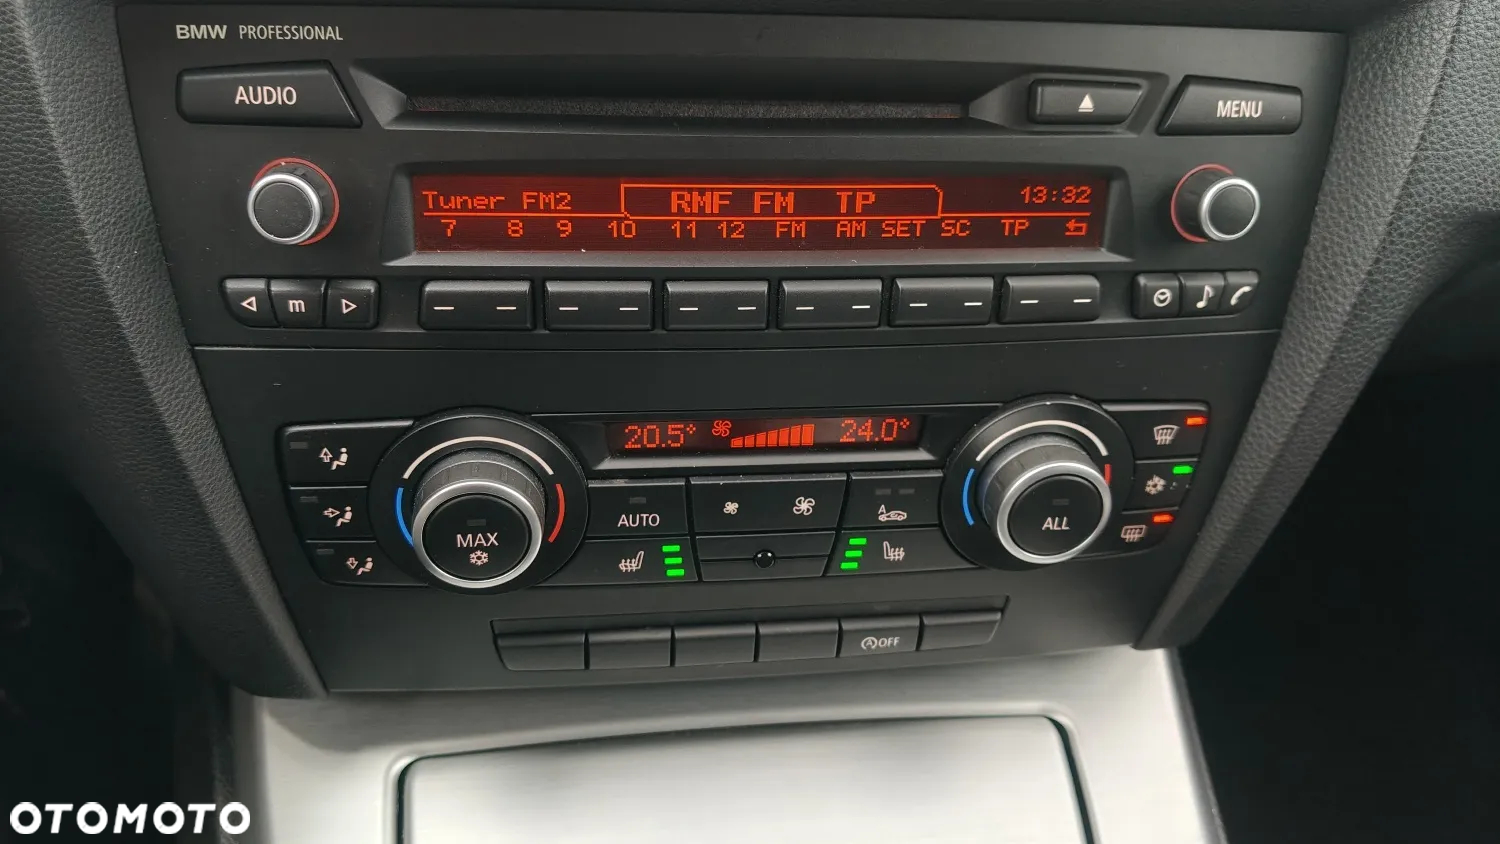 BMW PROFESSIONAL
AUDIO
MENU
Tuner FM2 RMF FM TP 13:32
7 8 9 10 11 12 FM AM SET SC TP
m
20.5° 24.0°
AUTO
A
MAX
ALL
A OFF
OTOMOTO